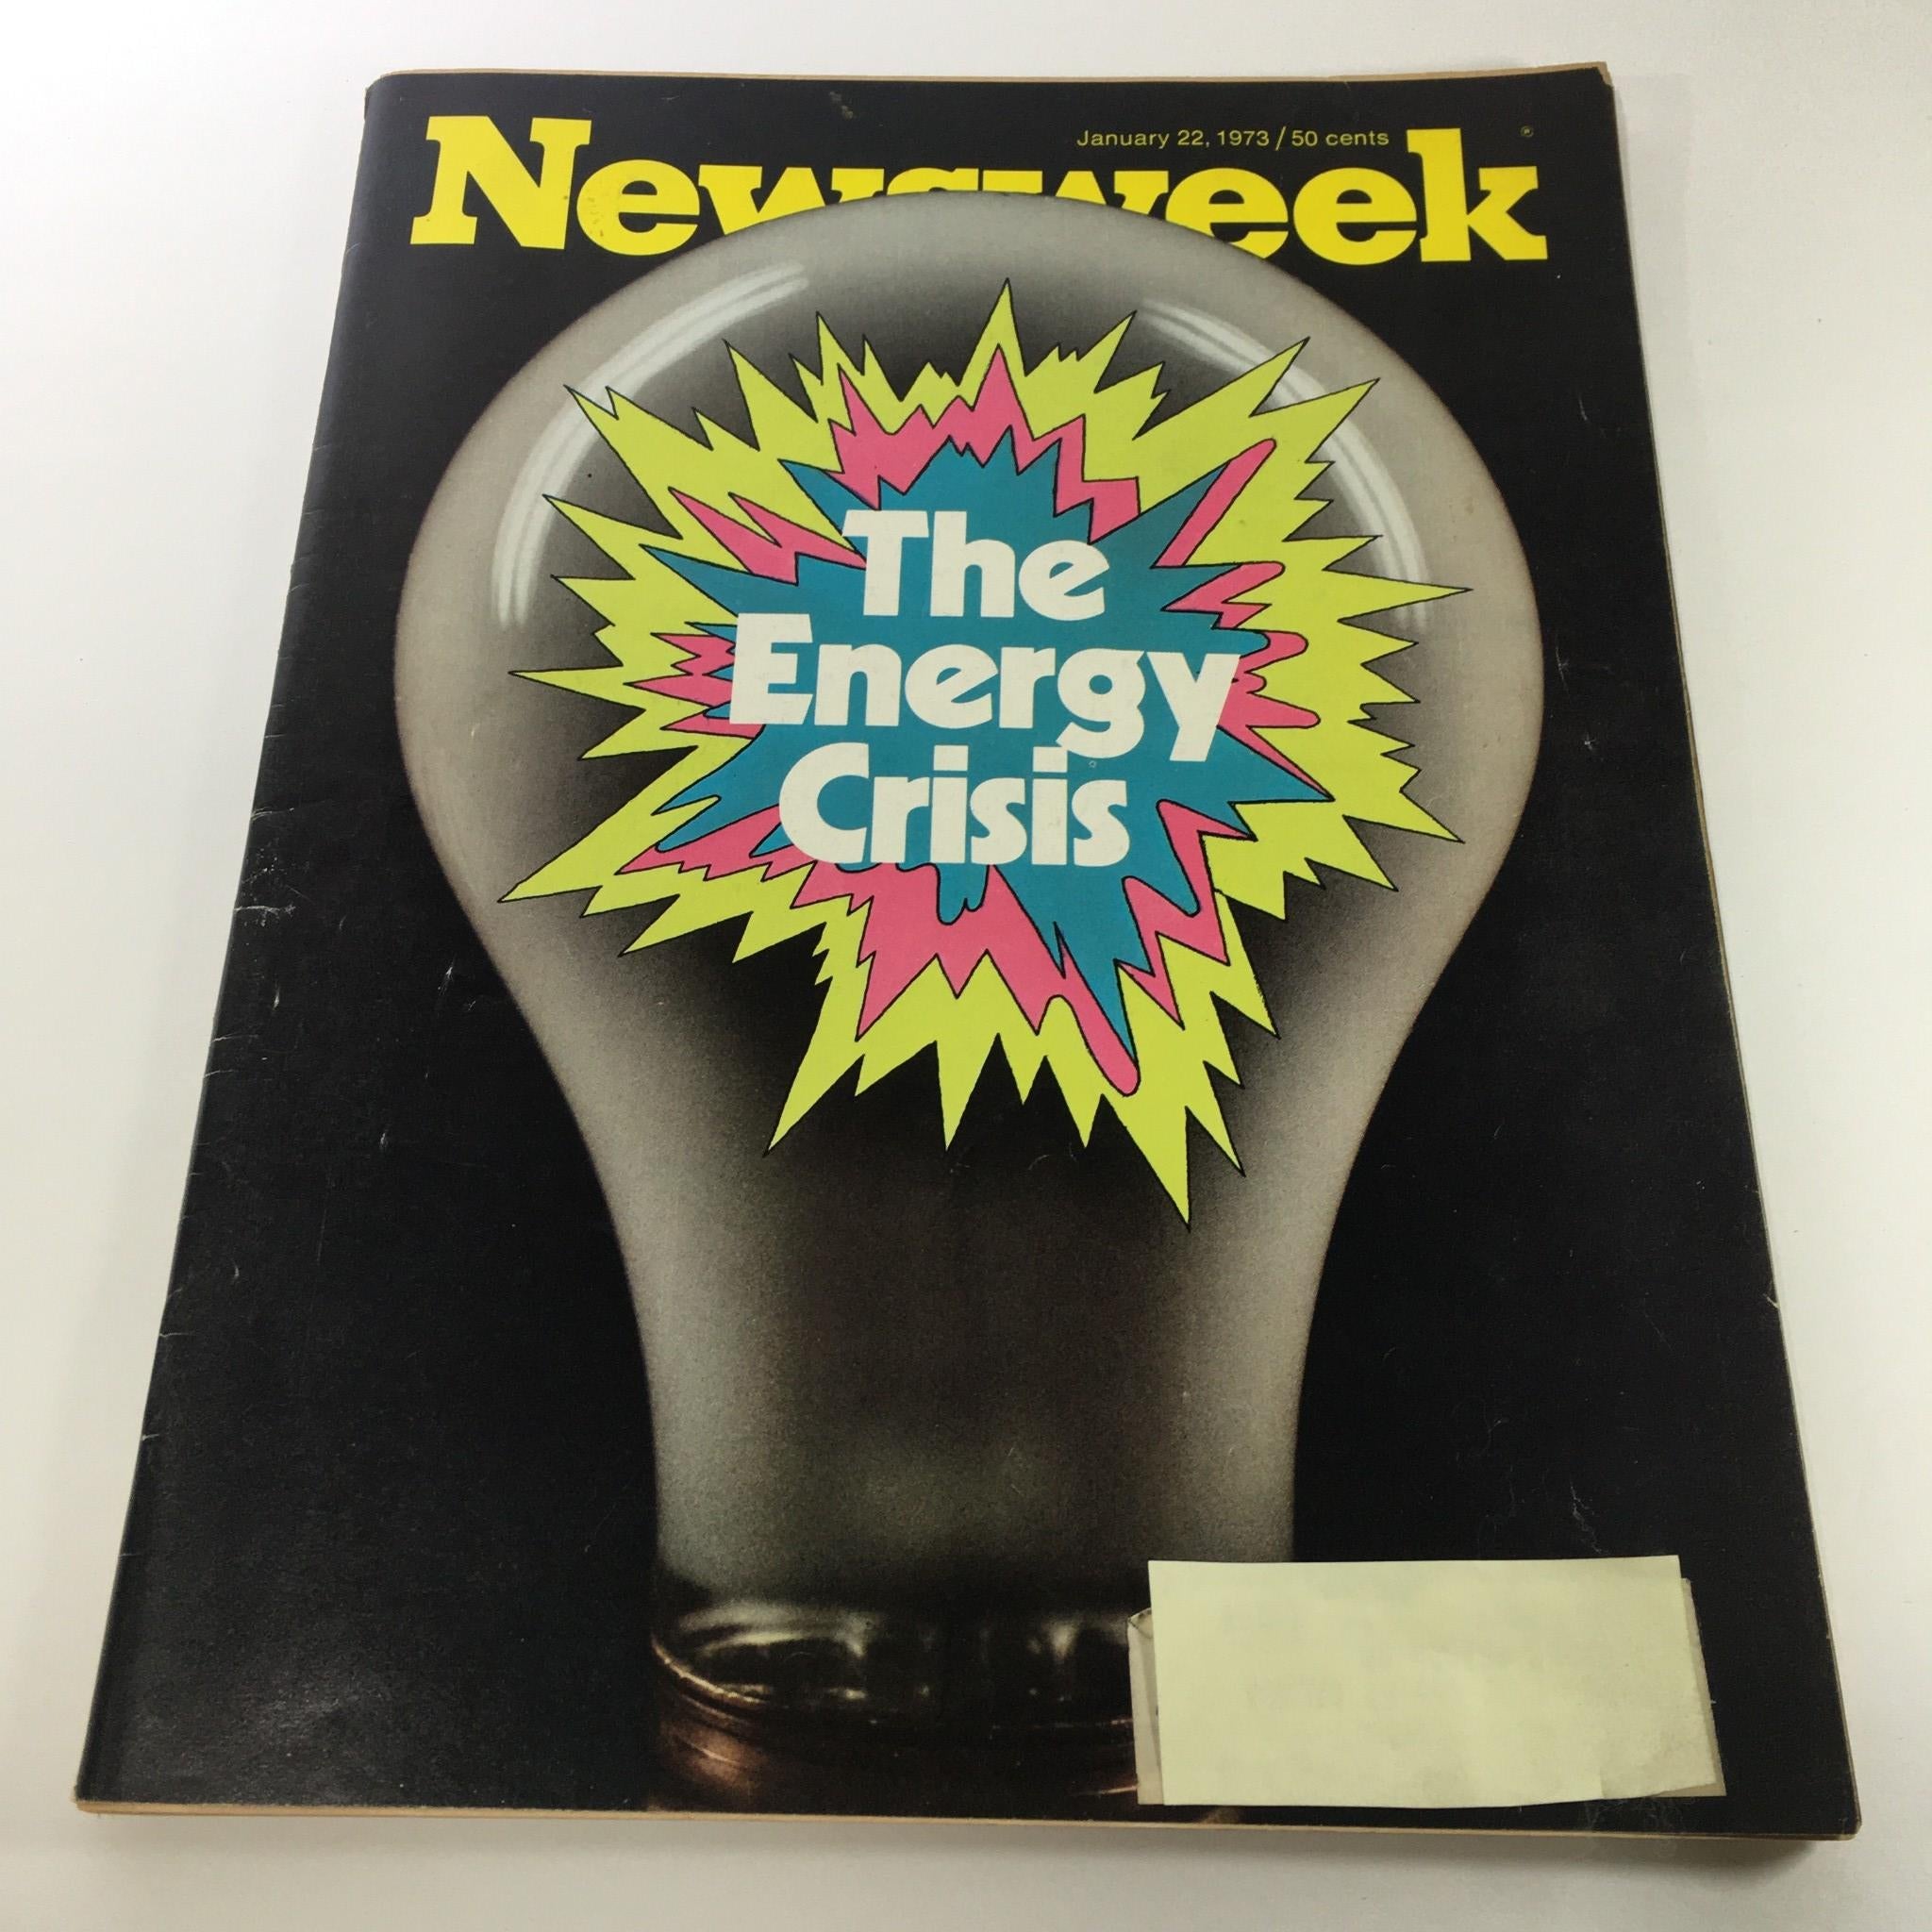 January 22, 1973 / 50 cents
Newsweek
The
Energy
Crisis